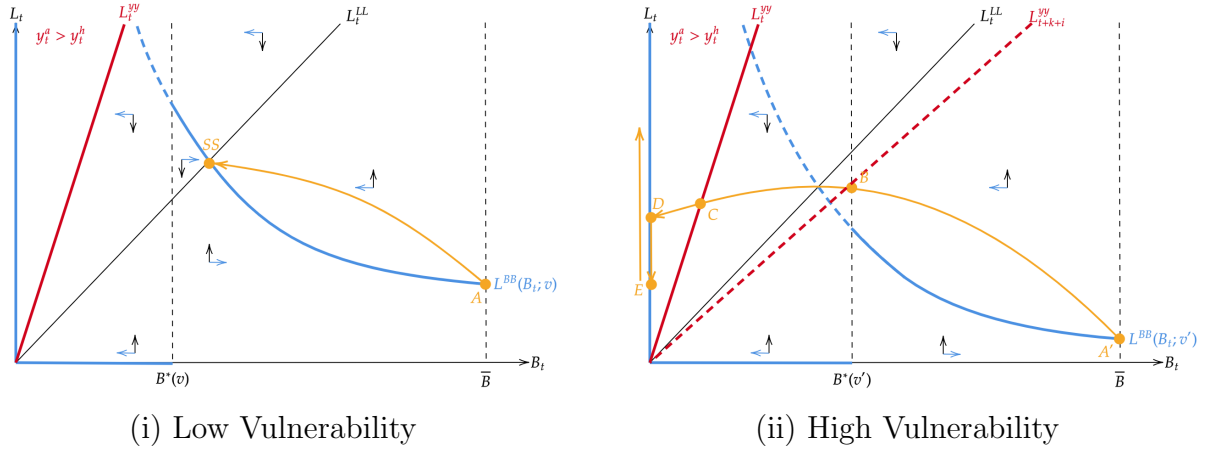 L_t
L_t^{yy}
L_t^{LL}
y_t^a > y_t^h
SS
A
L^{BB}(B_t; v)
B_t
B*(v)
B̅
(i) Low Vulnerability
L_t
L_t^{yy}
L_t^{LL}
L_{t+k+i}^{yy}
y_t^a > y_t^h
B
D
C
E
A′
L^{BB}(B_t; v′)
B_t
B*(v′)
B̅
(ii) High Vulnerability